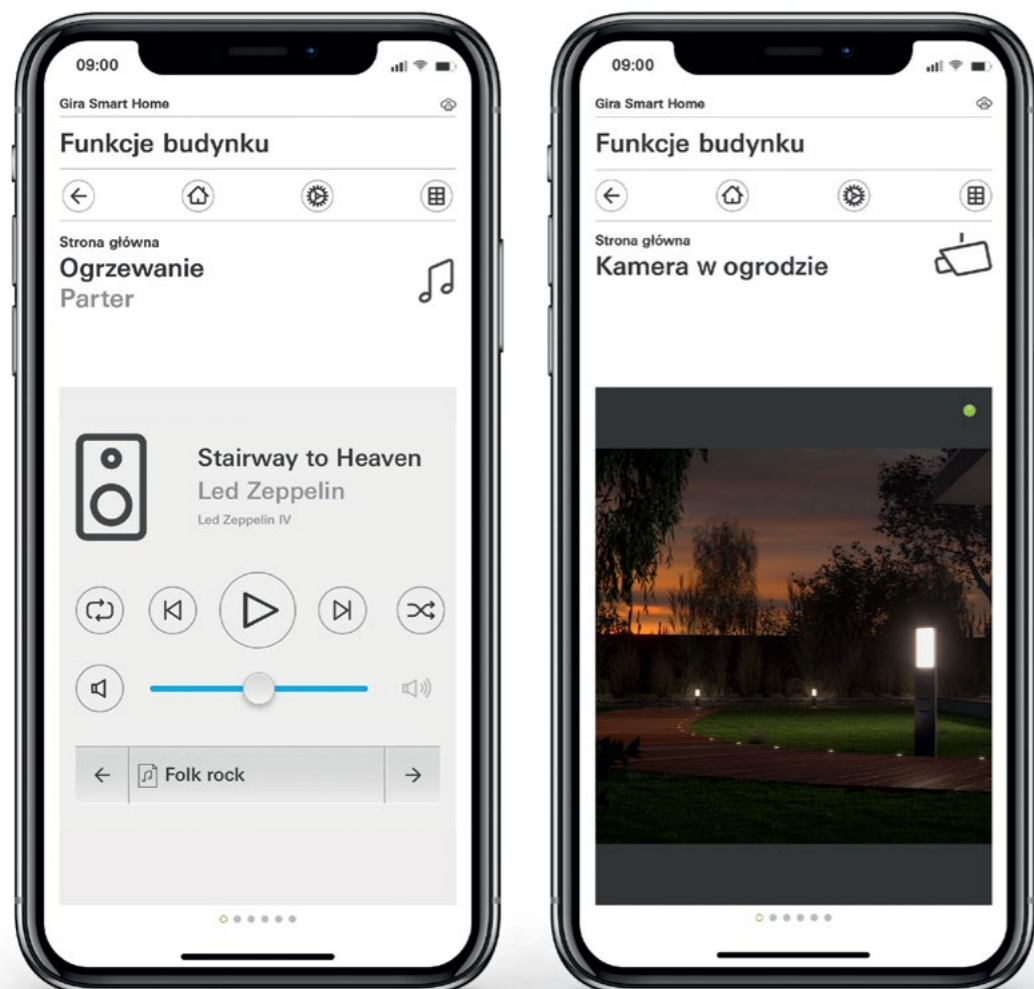 09:00
Gira Smart Home
Funkcje budynku
Strona główna
Ogrzewanie
Parter
Stairway to Heaven
Led Zeppelin
Led Zeppelin IV
Folk rock
09:00
Gira Smart Home
Funkcje budynku
Strona główna
Kamera w ogrodzie